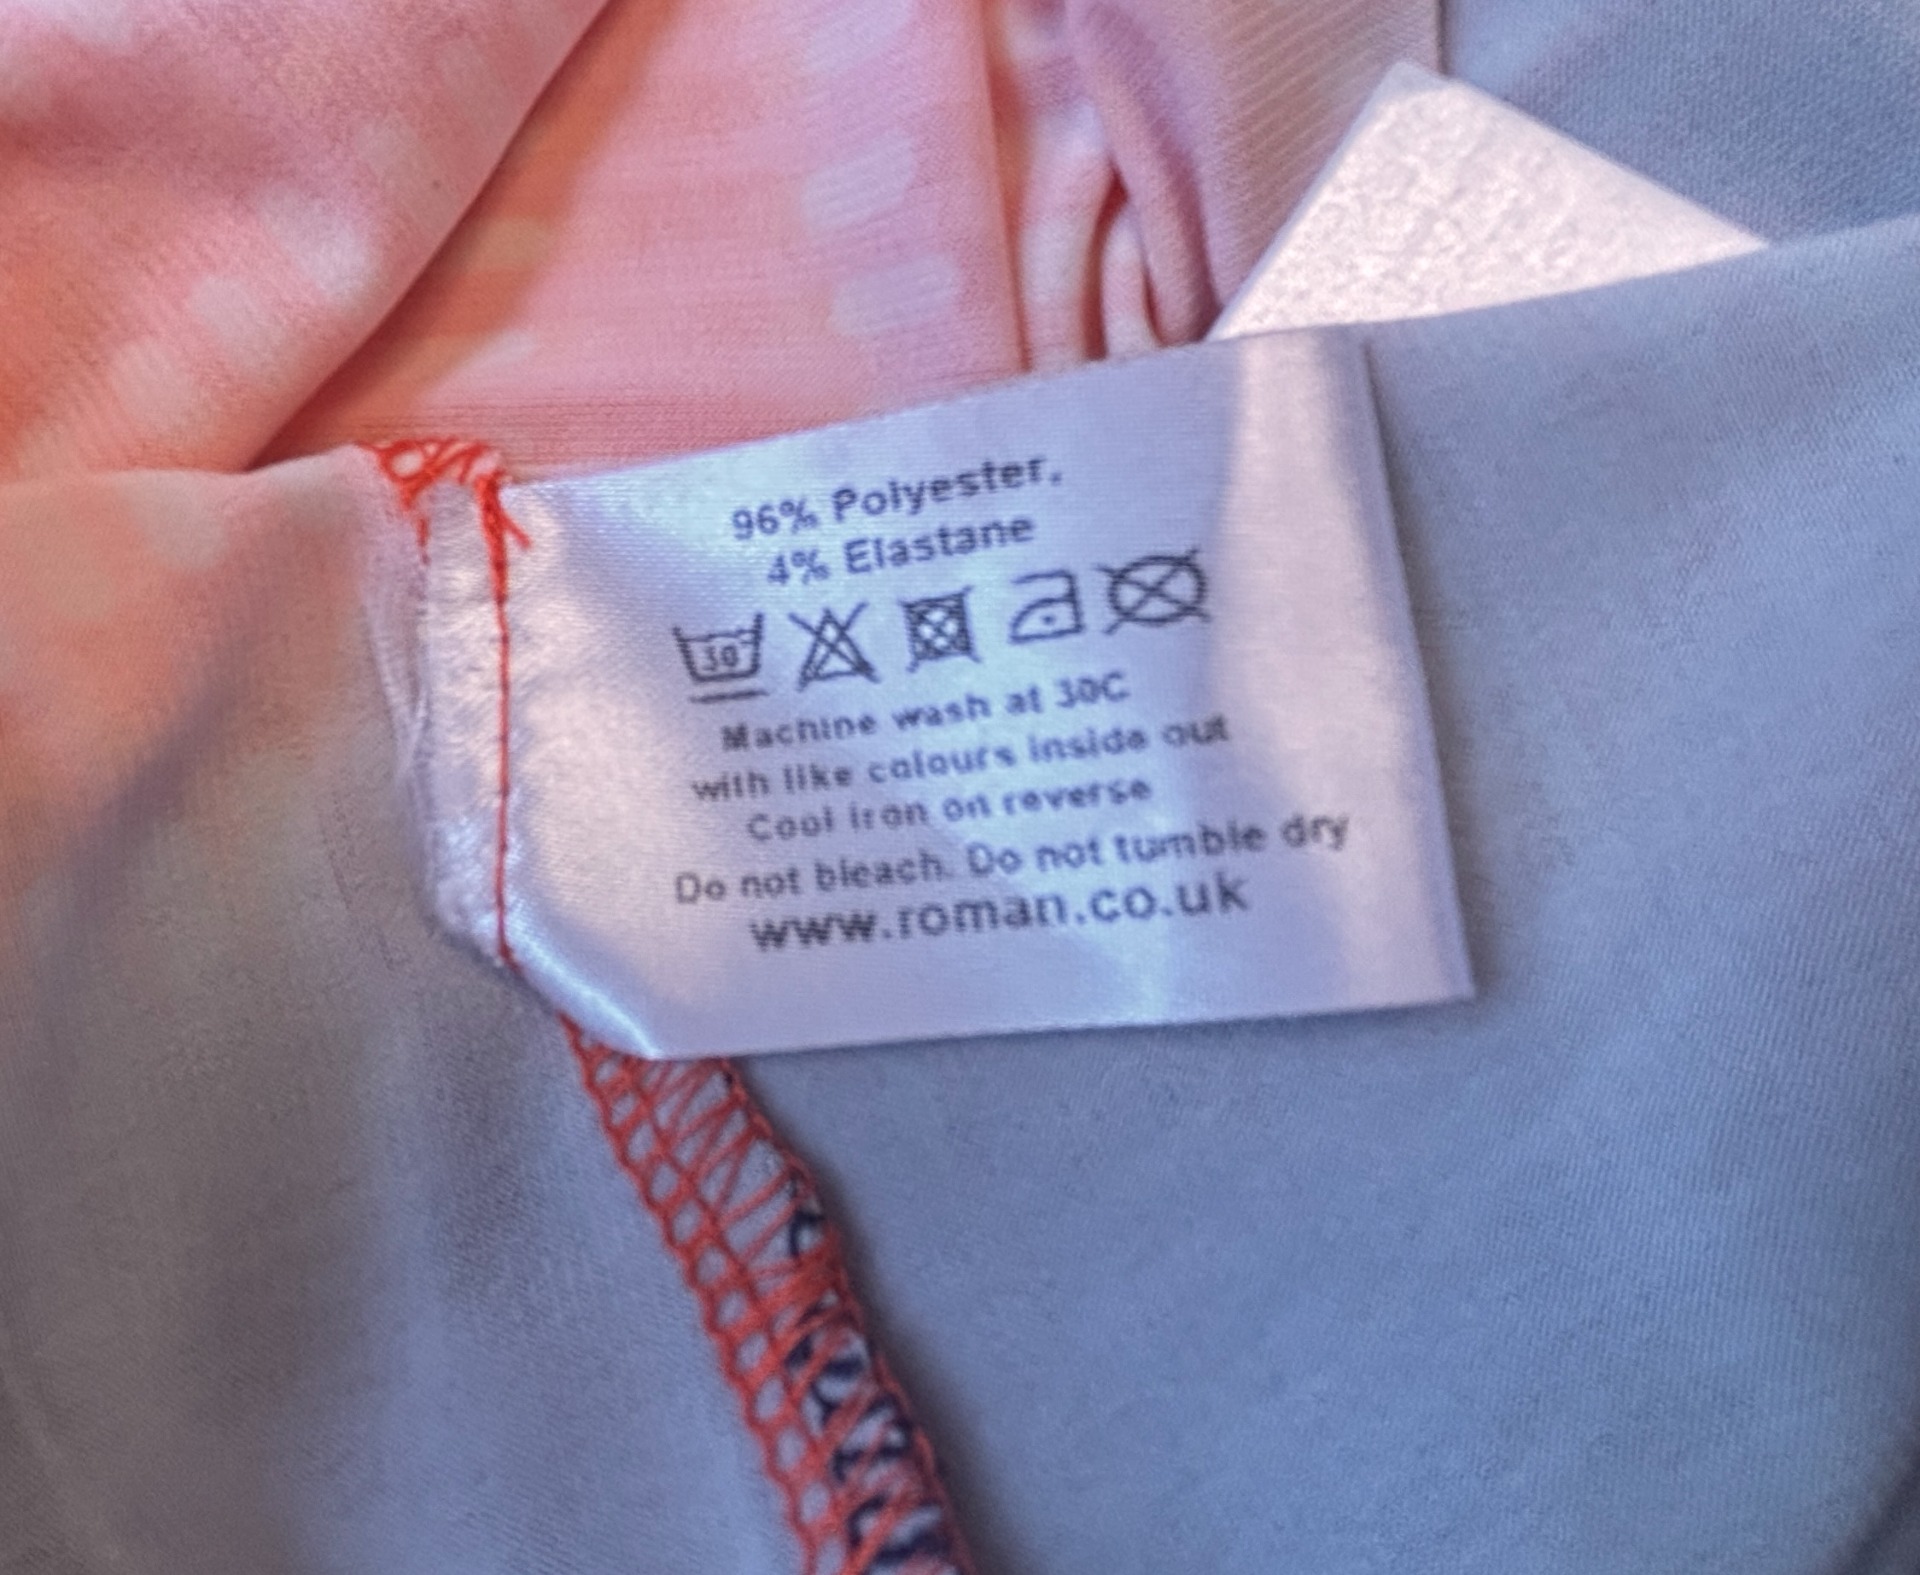 96% Polyester,
4% Elastane
30°
Machine wash at 30C
with like colours inside out
Cool iron on reverse
Do not bleach. Do not tumble dry
www.roman.co.uk